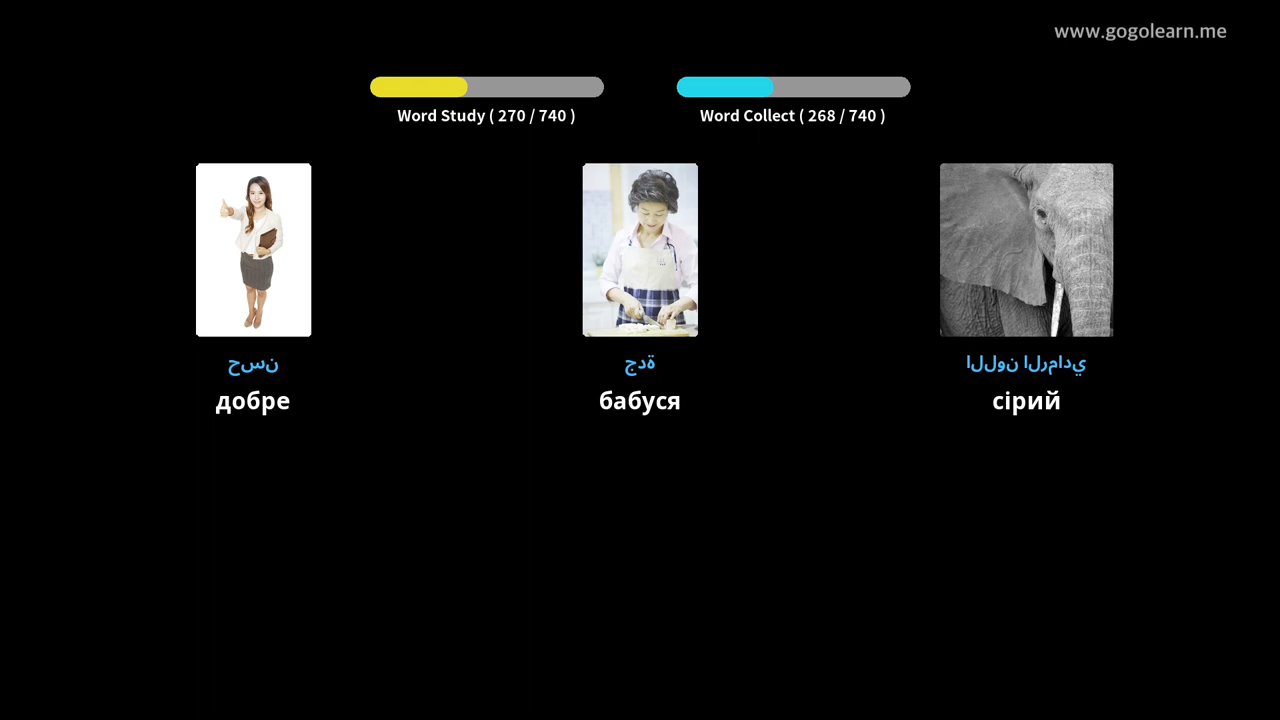 www.gogolearn.me
Word Study ( 270 / 740 )
Word Collect ( 268 / 740 )
حسن
جدة
اللون الرمادي
добре
бабуся
сірий